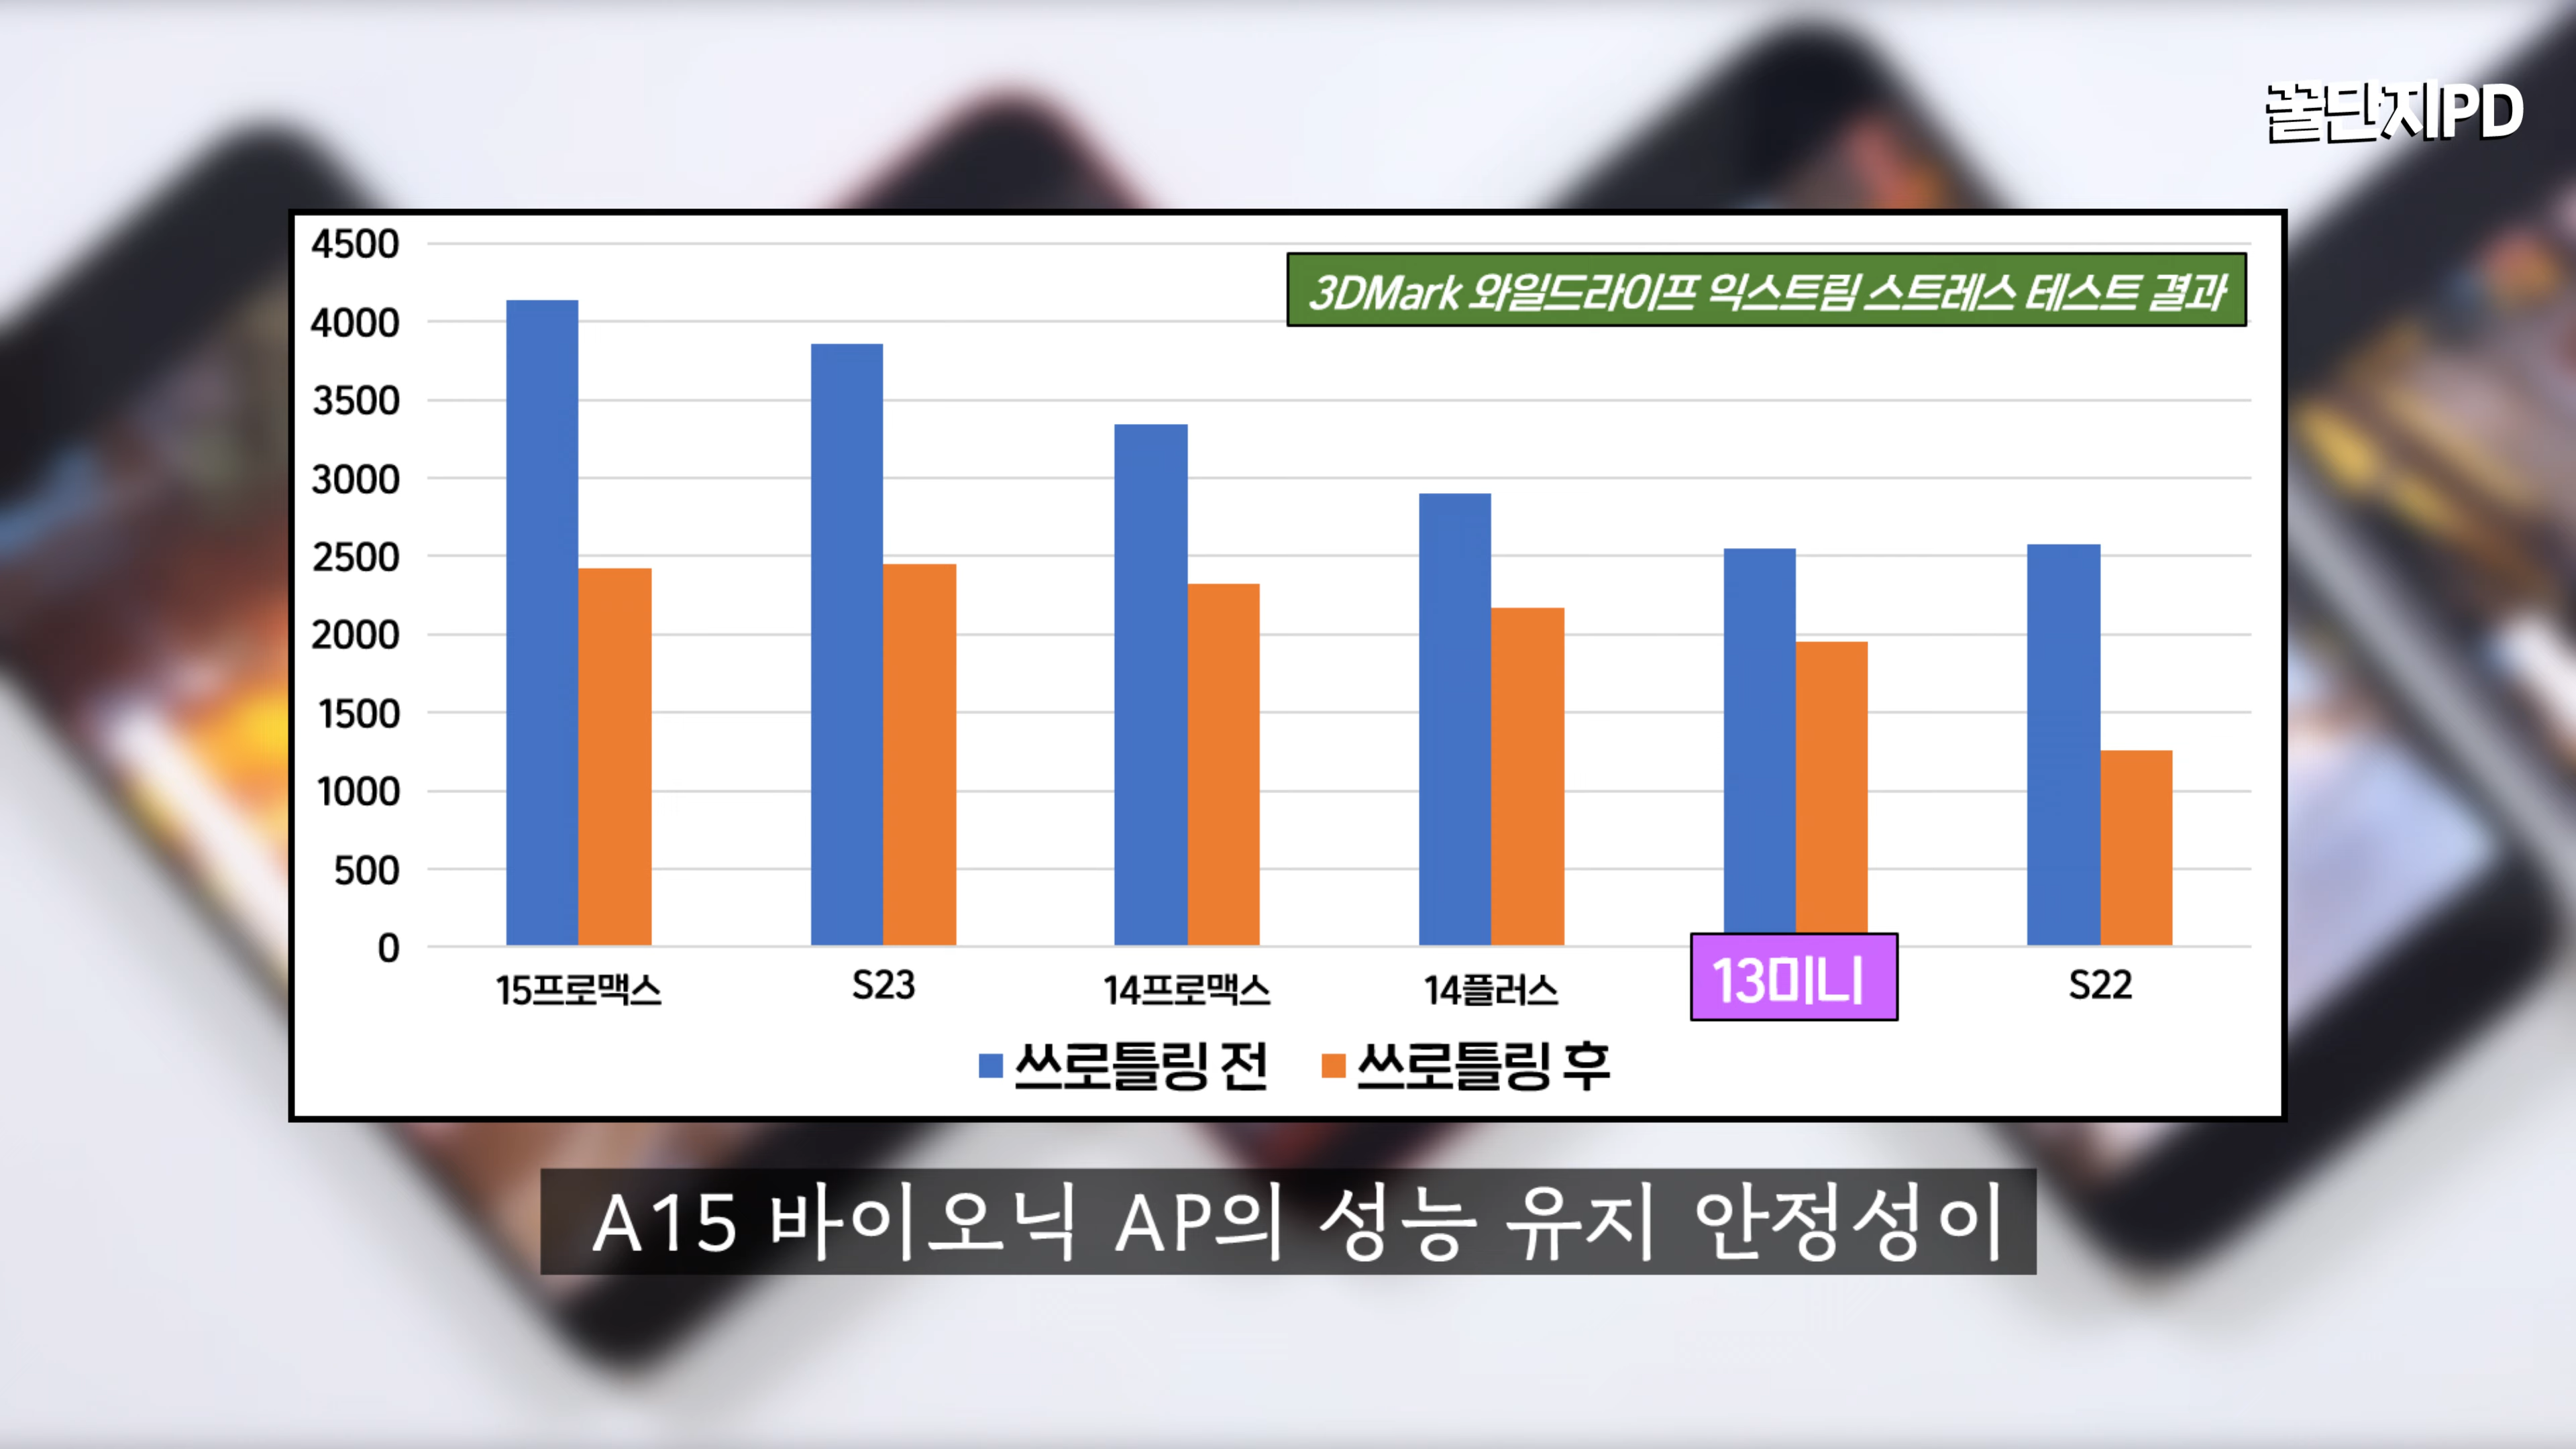 꿀단지PD
4500
4000
3500
3000
2500
2000
1500
1000
500
0
3DMark 와일드라이프 익스트림 스트레스 테스트 결과
15프로맥스
S23
14프로맥스
14플러스
13미니
S22
쓰로틀링 전
쓰로틀링 후
A15 바이오닉 AP의 성능 유지 안정성이